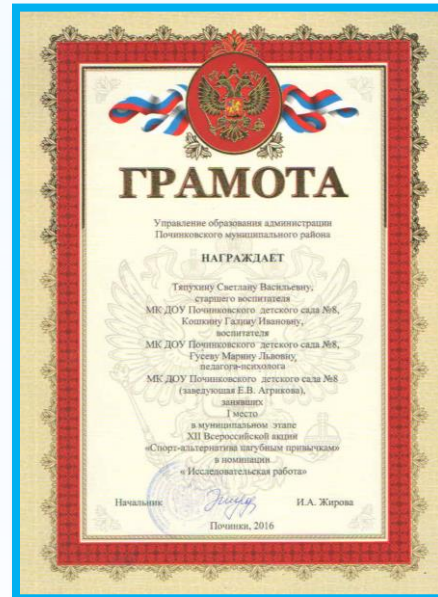 ГРАМОТА
Управление образования администрации
Починковского муниципального района
НАГРАЖДАЕТ
Тяпухину Светлану Васильевну,
старшего воспитателя
МК ДОУ Починковского детского сада №8,
Кошкину Галину Ивановну,
воспитателя
МК ДОУ Починковского детского сада №8,
Гусеву Марину Львовну,
педагога-психолога
МК ДОУ Починковского детского сада №8
(заведующая Е.В. Агрикова),
занявших
I место
в муниципальном этапе
XII Всероссийской акции
«Спорт-альтернатива пагубным привычкам»
в номинации
« Исследовательская работа»
Начальник И.А. Жирова
Починки, 2016